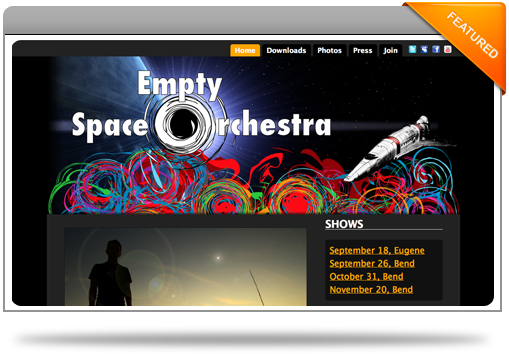 FEATURED
Home Downloads Photos Press Join
Empty
Space Orchestra
SHOWS
September 18, Eugene
September 26, Bend
October 31, Bend
November 20, Bend